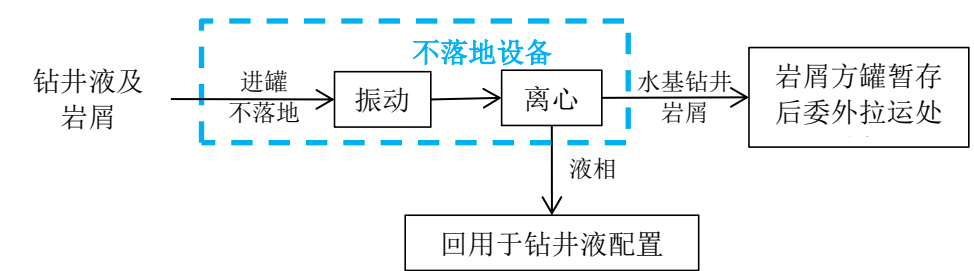 不落地设备
钻井液及
岩屑
进罐
不落地
振动
离心
水基钻井
岩屑
岩屑方罐暂存
后委外拉运处
液相
回用于钻井液配置